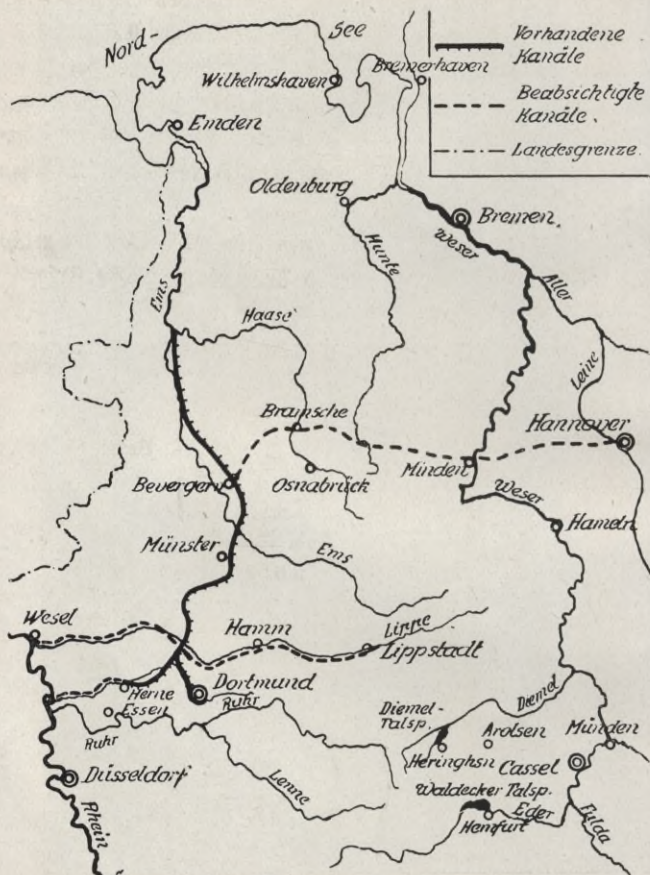 Nord-
See
Vorhandene
Kanäle
Beabsichtigte
Kanäle.
Landesgrenze.
Wilhelmshaven
Bremerhaven
Emden
Oldenburg
Bremen.
Weser
Hunte
Aller
Ems
Haase
Leine
Bramsche
Hannover
Bevergern
Osnabrück
Minden
Weser
Hameln
Münster
Ems
Wesel
Hamm
Lippe
Lippstadt
Herne
Dortmund
Essen
Ruhr
Ruhr
Diemel-
Talsp.
Diemel
Arolsen
Münden
Heringhsn
Cassel
Düsseldorf
Lenne
Waldecker Talsp.
Eder
Hemfurt
Fulda
Rhein